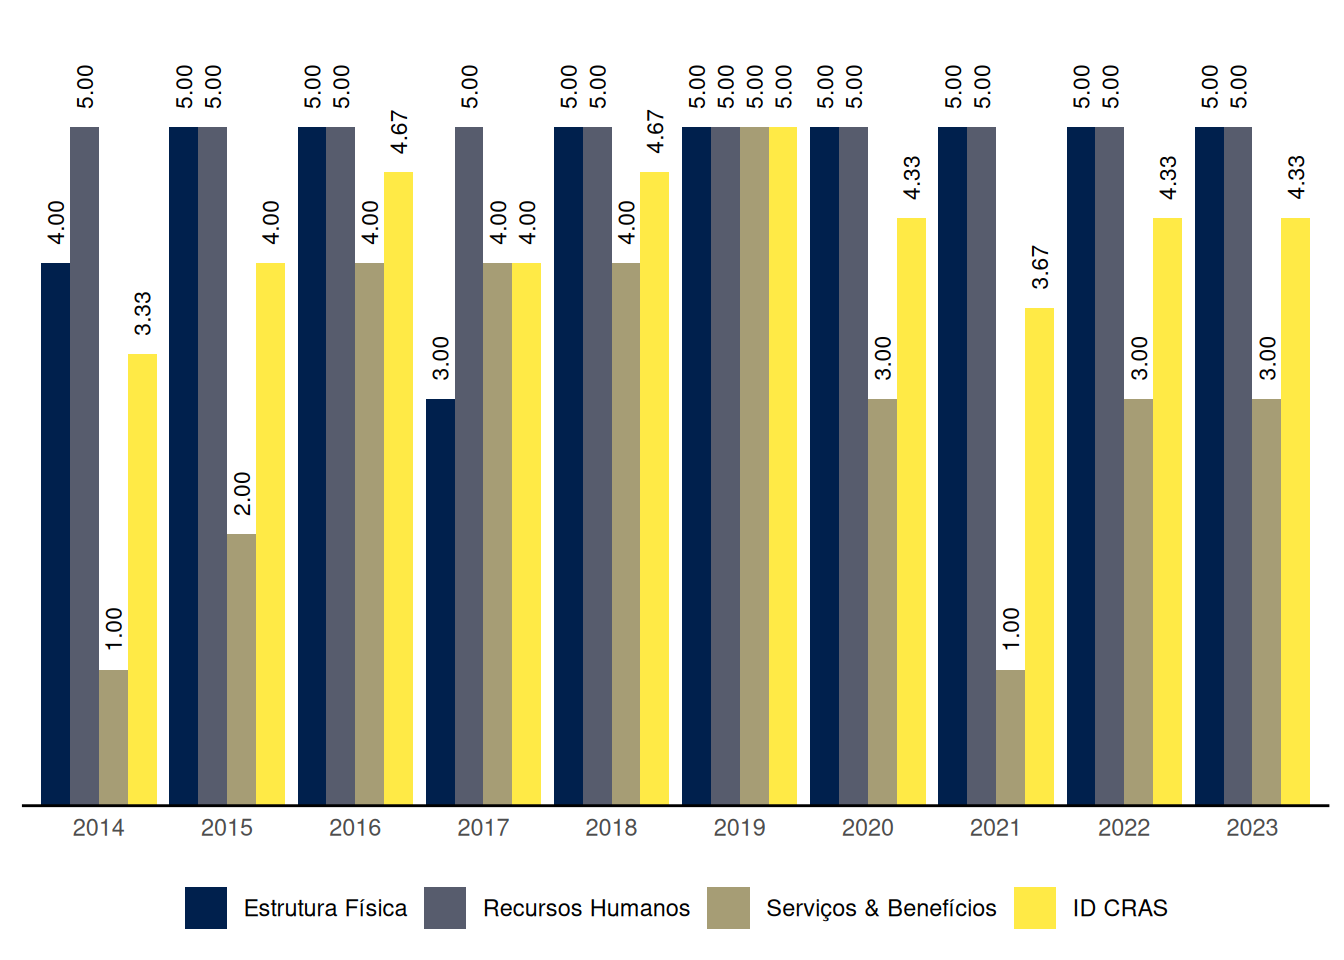 4.00 5.00 1.00 3.33
5.00 5.00 2.00 4.00
5.00 5.00 4.00 4.67
3.00 5.00 4.00 4.00
5.00 5.00 4.00 4.67
5.00 5.00 5.00 5.00
5.00 5.00 3.00 4.33
5.00 5.00 1.00 3.67
5.00 5.00 3.00 4.33
5.00 5.00 3.00 4.33
2014 2015 2016 2017 2018 2019 2020 2021 2022 2023
Estrutura Física Recursos Humanos Serviços & Benefícios ID CRAS